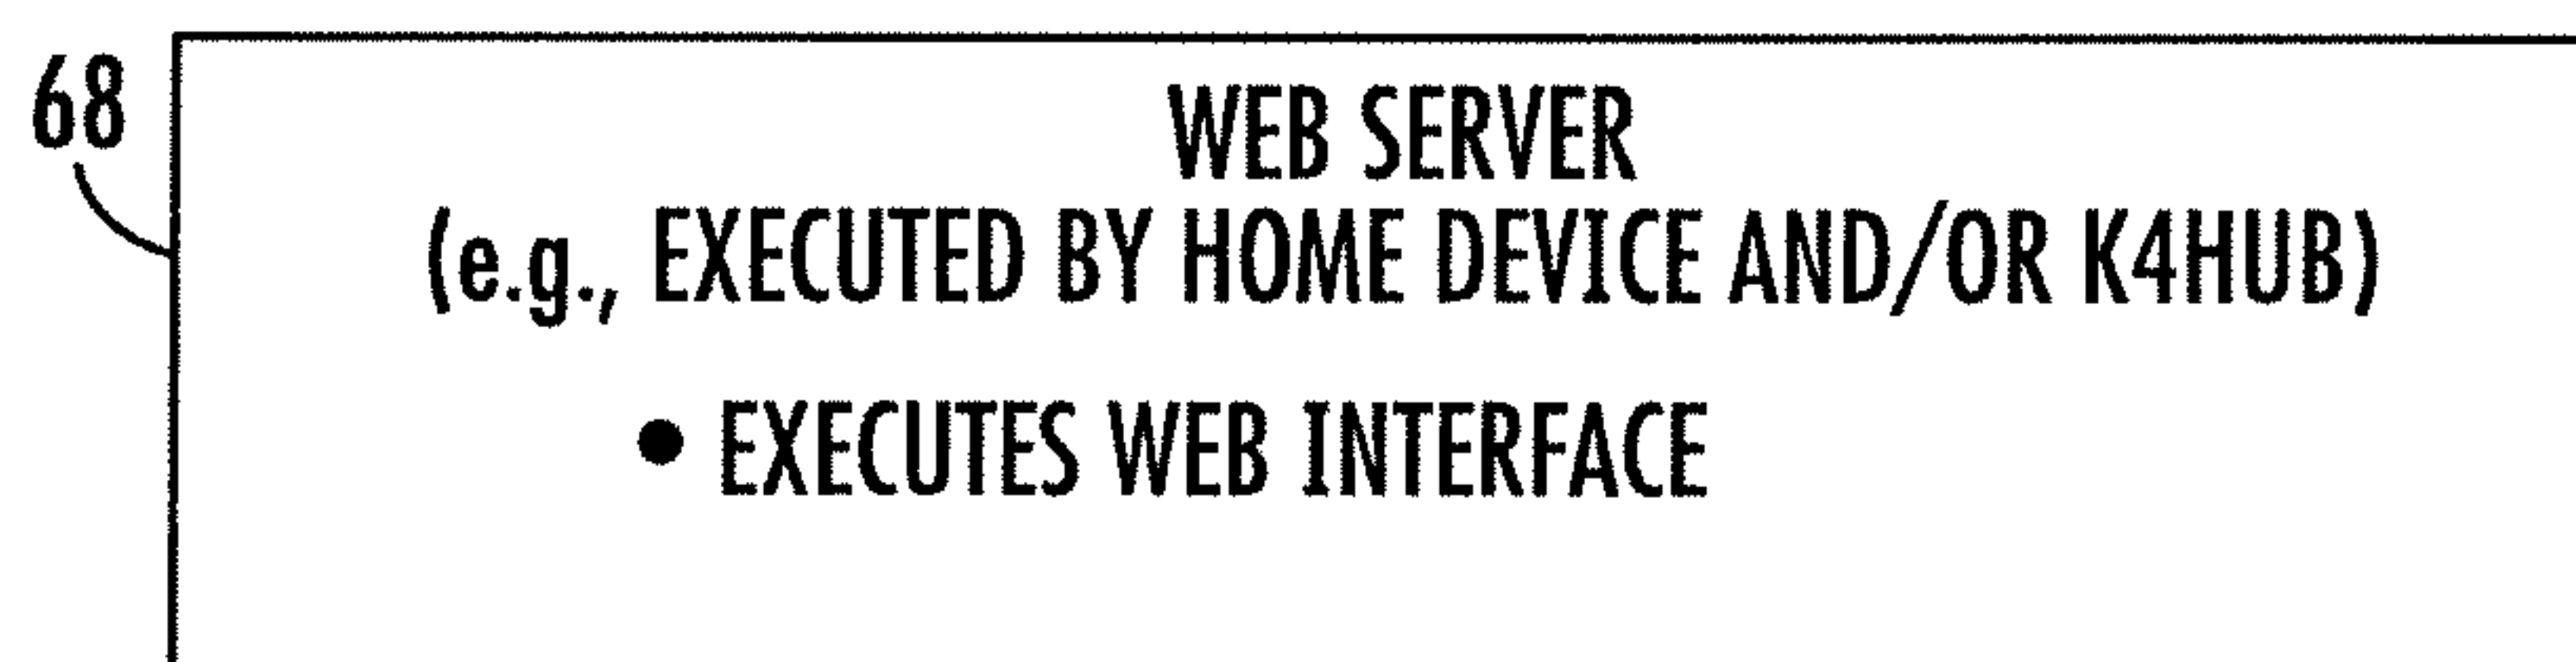 68
WEB SERVER
(e.g., EXECUTED BY HOME DEVICE AND/OR K4HUB)
• EXECUTES WEB INTERFACE